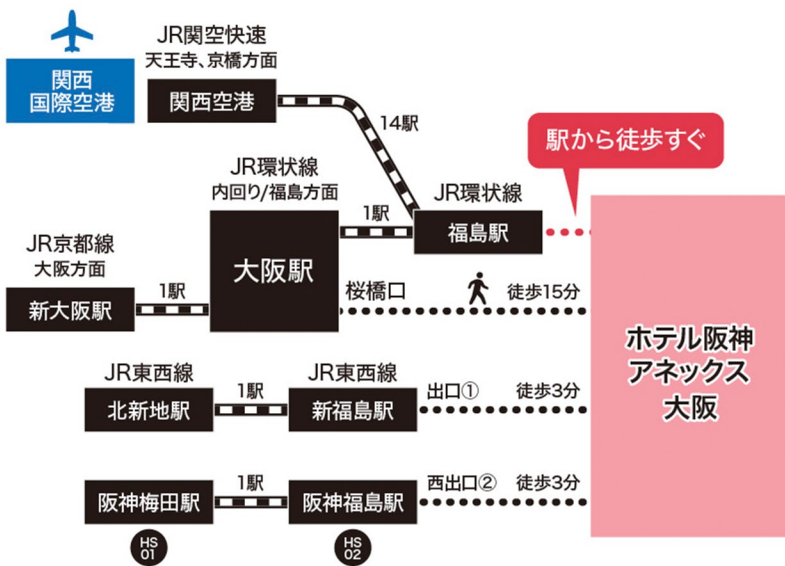 関西
国際空港
JR関空快速
天王寺、京橋方面
関西空港
14駅
駅から徒歩すぐ
JR環状線
内回り/福島方面
大阪駅
1駅
JR環状線
福島駅
JR京都線
大阪方面
新大阪駅
1駅
桜橋口
徒歩15分
ホテル阪神
アネックス
大阪
JR東西線
北新地駅
1駅
JR東西線
新福島駅
出口①
徒歩3分
阪神梅田駅
HS
01
1駅
阪神福島駅
HS
02
西出口②
徒歩3分